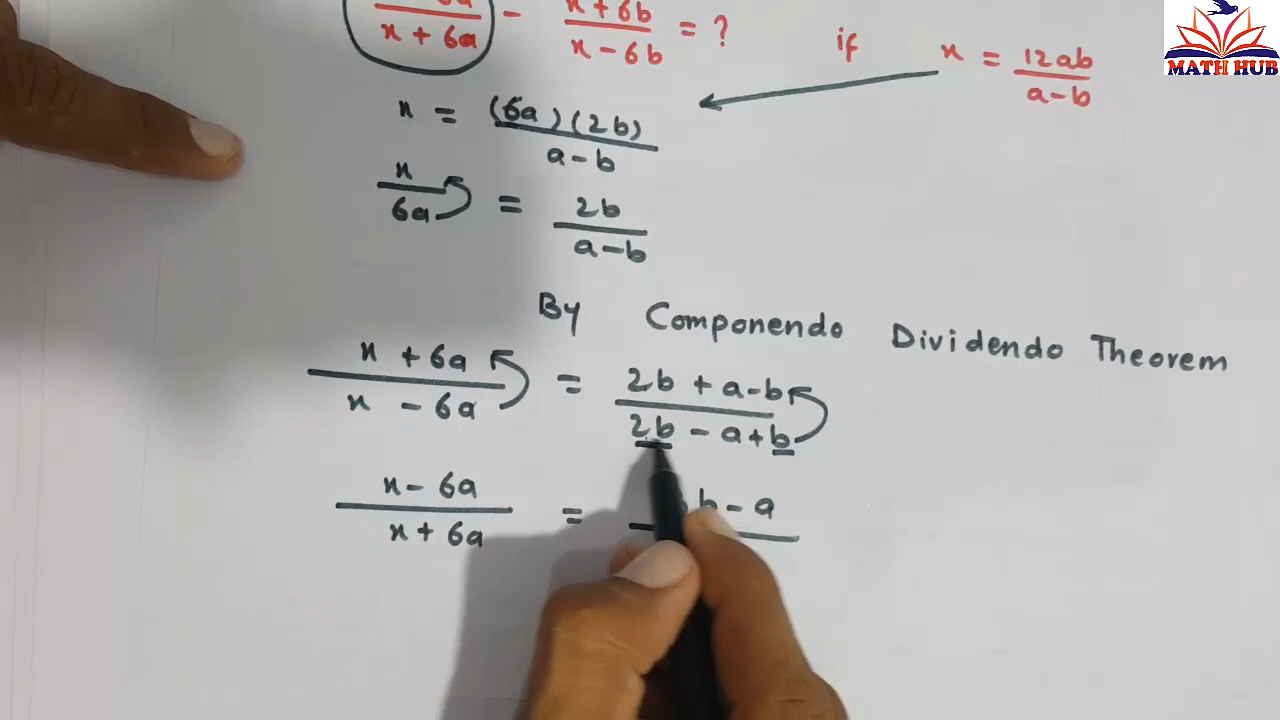 x - 6a / x + 6a - x + 6b / x - 6b = ? if x = 12ab / a - b
MATH HUB
x = (6a)(2b) / a - b
x / 6a = 2b / a - b
By Componendo Dividendo Theorem
x + 6a / x - 6a = 2b + a - b / 2b - a + b
x - 6a / x + 6a = b - a